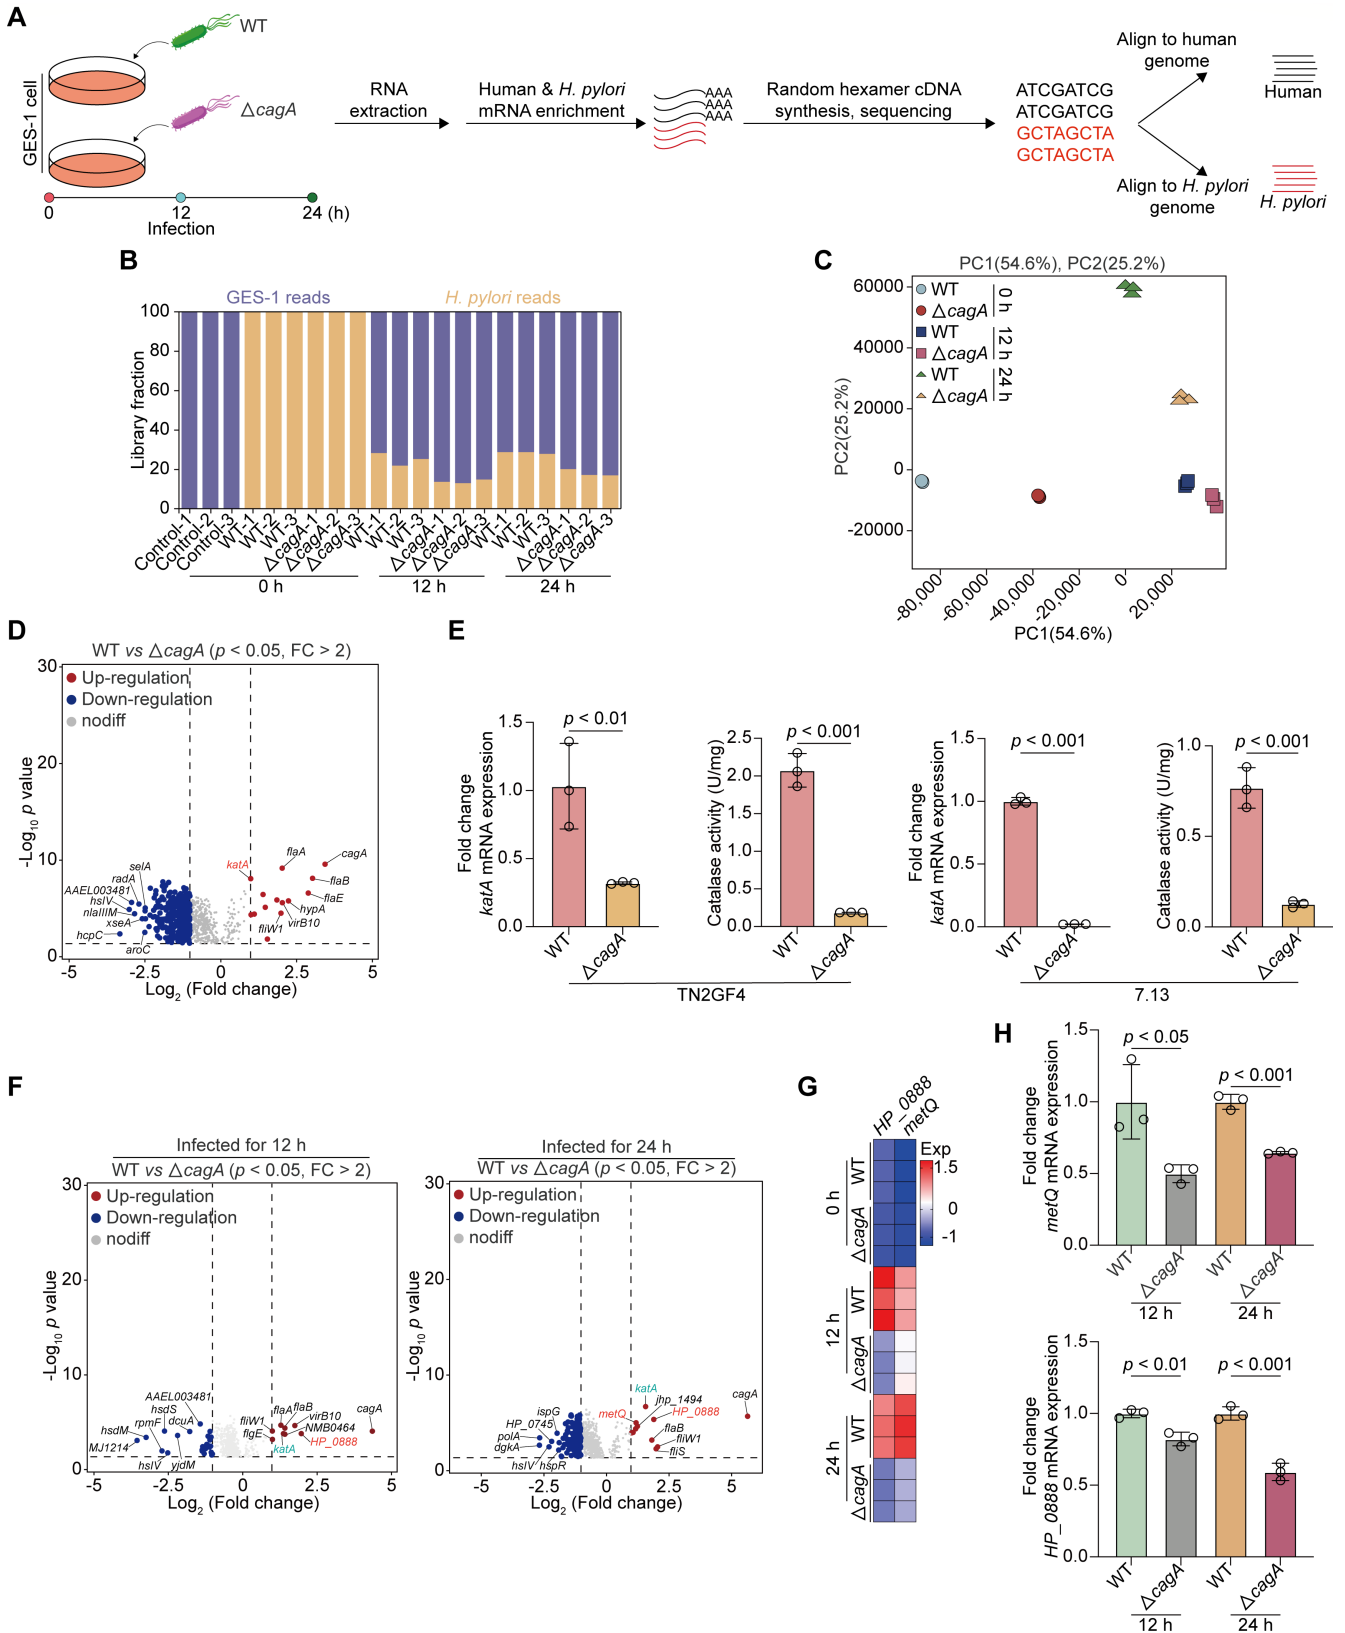 A
WT
ΔcagA
GES-1 cell
0
12
24 (h)
Infection
RNA
extraction
Human & H. pylori
mRNA enrichment
AAA
AAA
AAA
Random hexamer cDNA
synthesis, sequencing
ATCGATCG
ATCGATCG
GCTAGCTA
GCTAGCTA
Align to human
genome
Human
Align to H. pylori
genome
H. pylori
B
GES-1 reads
H. pylori reads
Library fraction
100
80
60
40
20
0
Control-1
Control-2
Control-3
WT-1
WT-2
WT-3
ΔcagA-1
ΔcagA-2
ΔcagA-3
WT-1
WT-2
WT-3
ΔcagA-1
ΔcagA-2
ΔcagA-3
WT-1
WT-2
WT-3
ΔcagA-1
ΔcagA-2
ΔcagA-3
0 h
12 h
24 h
C
PC1(54.6%), PC2(25.2%)
WT
ΔcagA
0 h
WT
ΔcagA
12 h
WT
ΔcagA
24 h
PC2(25.2%)
60000
40000
20000
0
-20000
-80,000
-60,000
-40,000
-20,000
0
20,000
PC1(54.6%)
D
WT vs ΔcagA (p < 0.05, FC > 2)
Up-regulation
Down-regulation
nodiff
-Log10 p value
30
20
10
0
-5
-2.5
0
2.5
5
Log2 (Fold change)
selA
radA
AAEL003481
hslV
nlaIIIM
xseA
hcpC
aroC
katA
flaA
cagA
flaB
flaE
hypA
virB10
fliW1
E
Fold change
katA mRNA expression
1.5
1.0
0.5
0.0
p < 0.01
WT
ΔcagA
Catalase activity (U/mg)
2.5
2.0
1.5
1.0
0.5
0.0
p < 0.001
WT
ΔcagA
TN2GF4
Fold change
katA mRNA expression
1.5
1.0
0.5
0.0
p < 0.001
WT
ΔcagA
Catalase activity (U/mg)
1.0
0.5
0.0
p < 0.001
WT
ΔcagA
7.13
F
Infected for 12 h
WT vs ΔcagA (p < 0.05, FC > 2)
Up-regulation
Down-regulation
nodiff
-Log10 p value
30
20
10
0
-5
-2.5
0
2.5
5
Log2 (Fold change)
AAEL003481
hsdS
rpmF
dcuA
hsdM
MJ1214
hslV
yjdM
fliW1
flgE
flaA
flaB
virB10
NMB0464
HP_0888
katA
cagA
Infected for 24 h
WT vs ΔcagA (p < 0.05, FC > 2)
Up-regulation
Down-regulation
nodiff
-Log10 p value
30
20
10
0
-5
-2.5
0
2.5
5
Log2 (Fold change)
ispG
HP_0745
polA
dgkA
hslV
hspR
katA
metQ
jhp_1494
HP_0888
cagA
flaB
fliW1
fliS
G
HP_0888
metQ
Exp
1.5
0
-1
0 h
WT
ΔcagA
12 h
WT
ΔcagA
24 h
WT
ΔcagA
H
Fold change
metQ mRNA expression
1.5
1.0
0.5
0.0
p < 0.05
p < 0.001
WT
ΔcagA
WT
ΔcagA
12 h
24 h
Fold change
HP_0888 mRNA expression
1.5
1.0
0.5
0.0
p < 0.01
p < 0.001
WT
ΔcagA
WT
ΔcagA
12 h
24 h